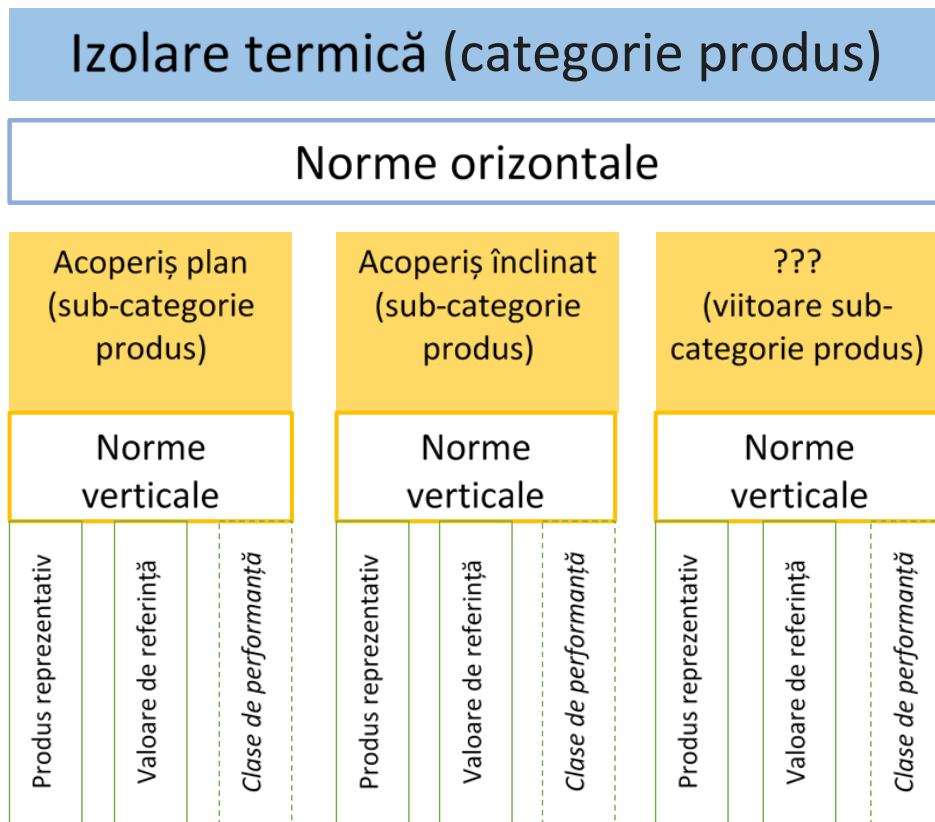 Izolare termică (categorie produs)
Norme orizontale
Acoperiș plan
(sub-categorie
produs)
Norme
verticale
Produs reprezentativ
Valoare de referință
Clase de performanță
Acoperiș înclinat
(sub-categorie
produs)
Norme
verticale
Produs reprezentativ
Valoare de referință
Clase de performanță
???
(viitoare sub-
categorie produs)
Norme
verticale
Produs reprezentativ
Valoare de referință
Clase de performanță